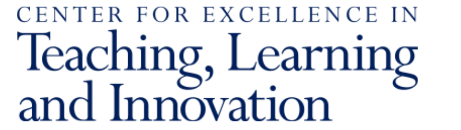 CENTER FOR EXCELLENCE IN
Teaching, Learning
and Innovation